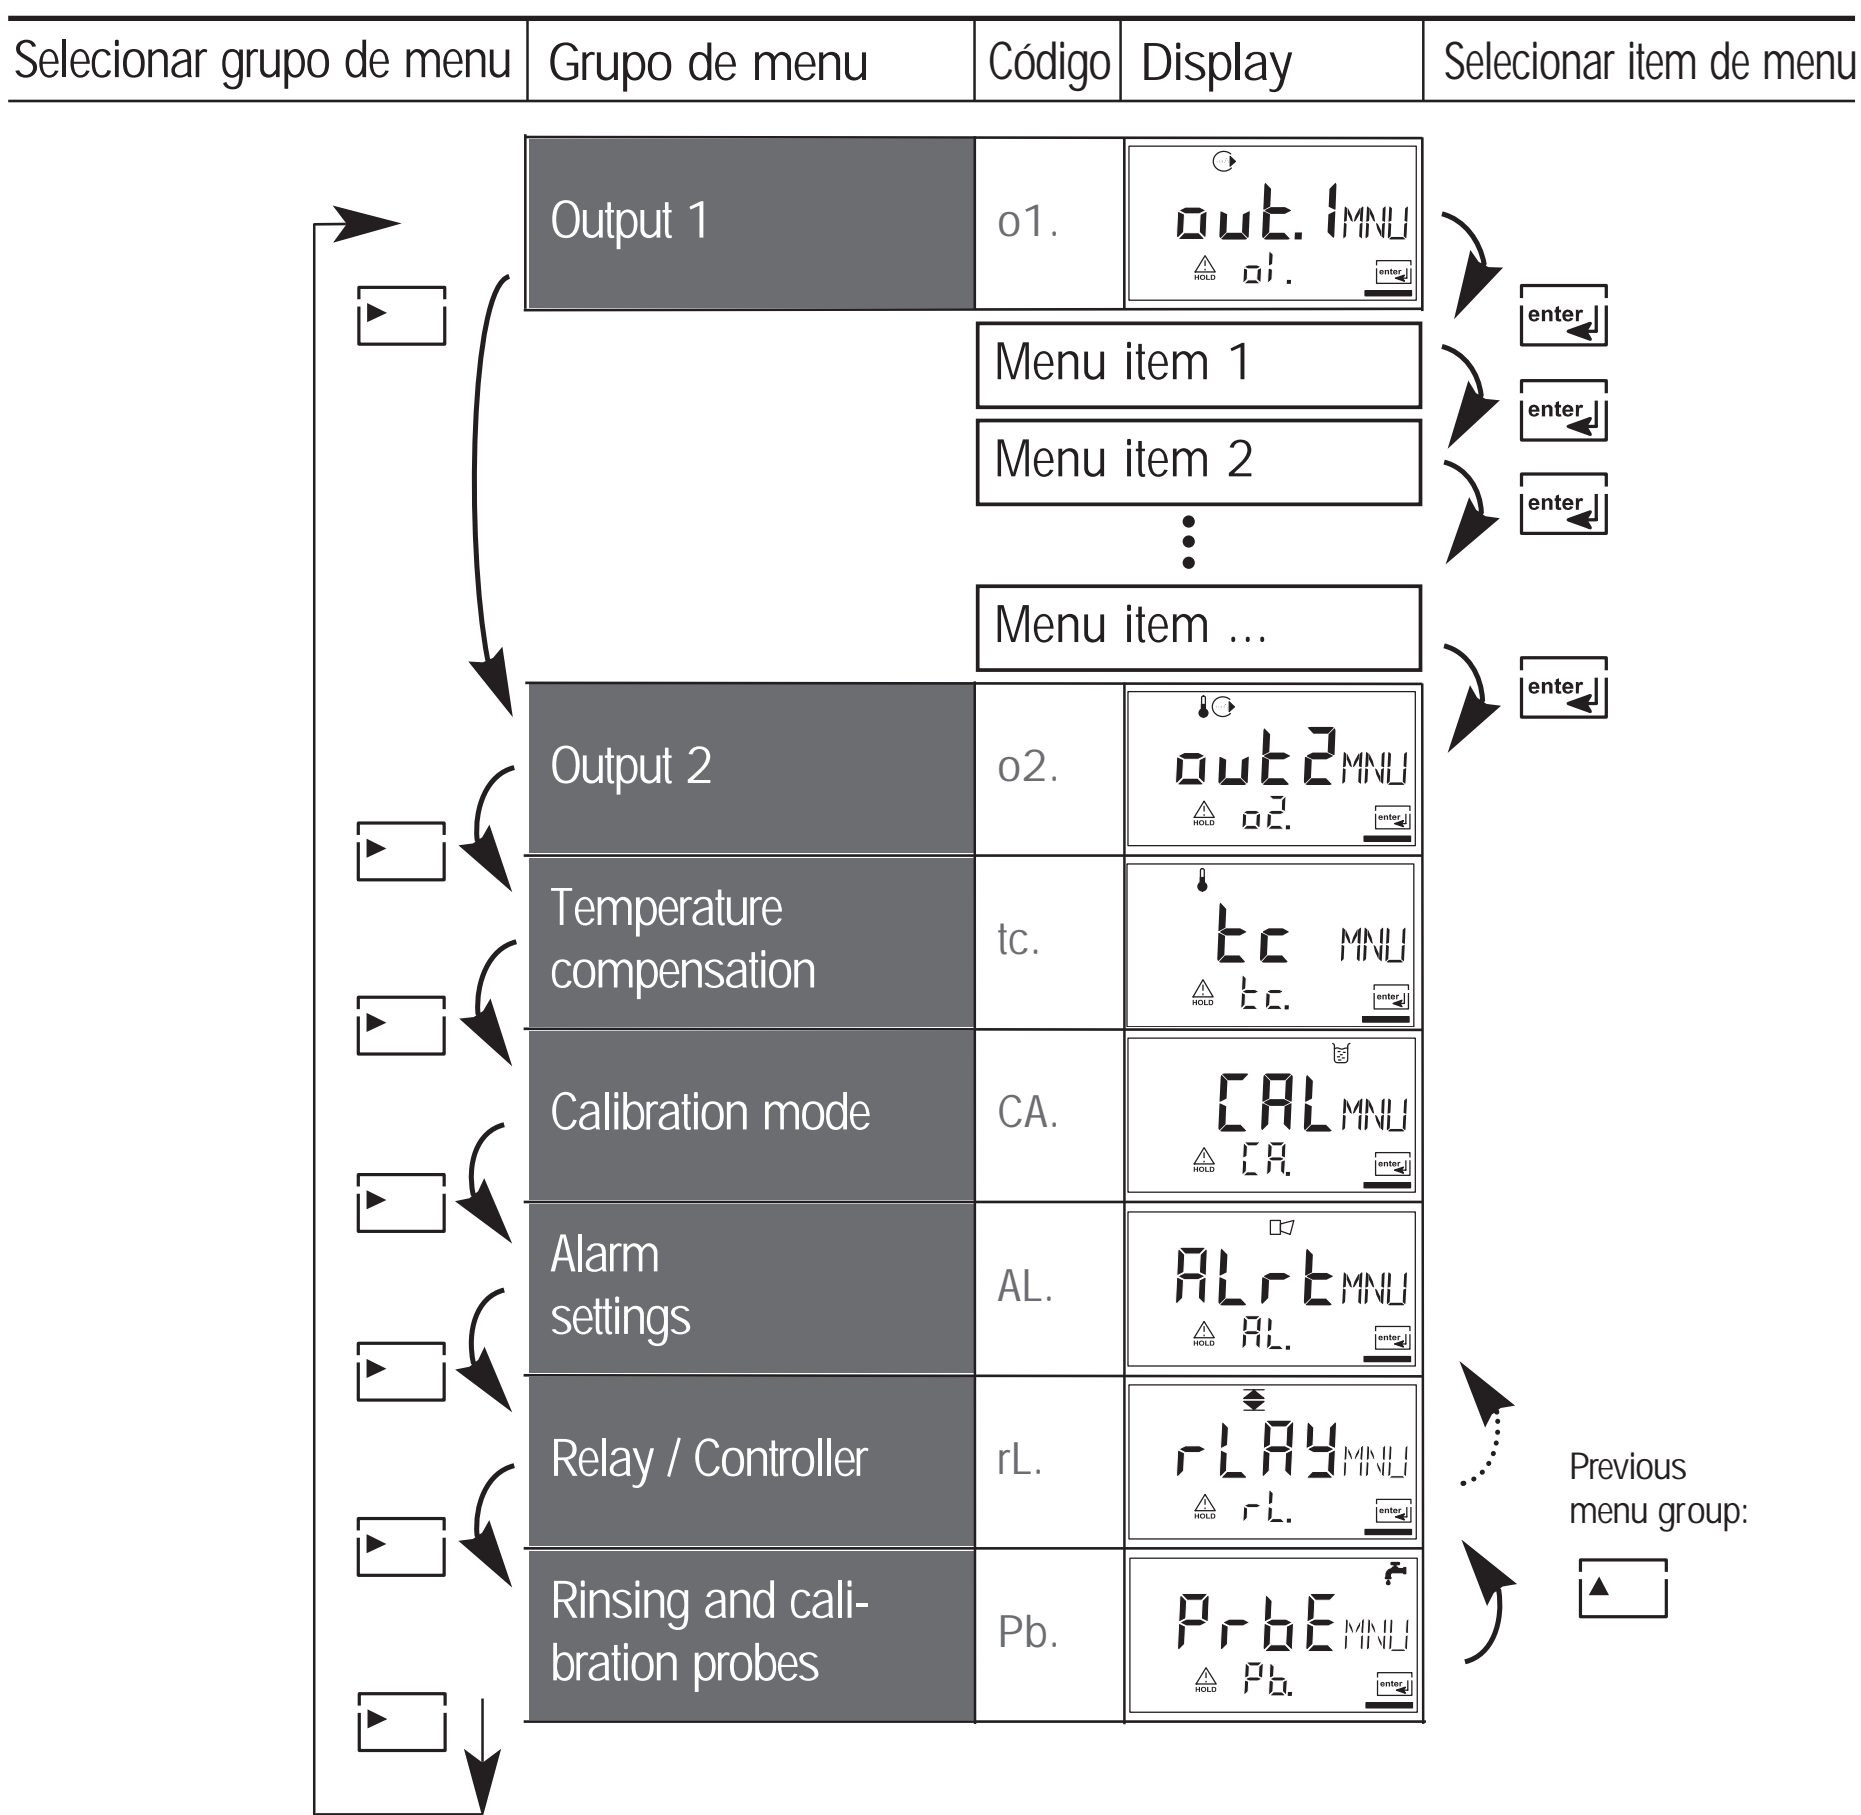 Selecionar grupo de menu Grupo de menu Código Display Selecionar item de menu
Output 1 o1. out.1 MNU
HOLD o1. enter
enter
Menu item 1
enter
Menu item 2
enter
Menu item ...
enter
Output 2 o2. out2 MNU
HOLD o2. enter
Temperature
compensation tc. tc MNU
HOLD tc. enter
Calibration mode CA. CAL MNU
HOLD CA. enter
Alarm
settings AL. ALrt MNU
HOLD AL. enter
Relay / Controller rL. rLAY MNU
HOLD rL. enter
Previous
menu group:
Rinsing and cali-
bration probes Pb. PrbE MNU
HOLD Pb. enter